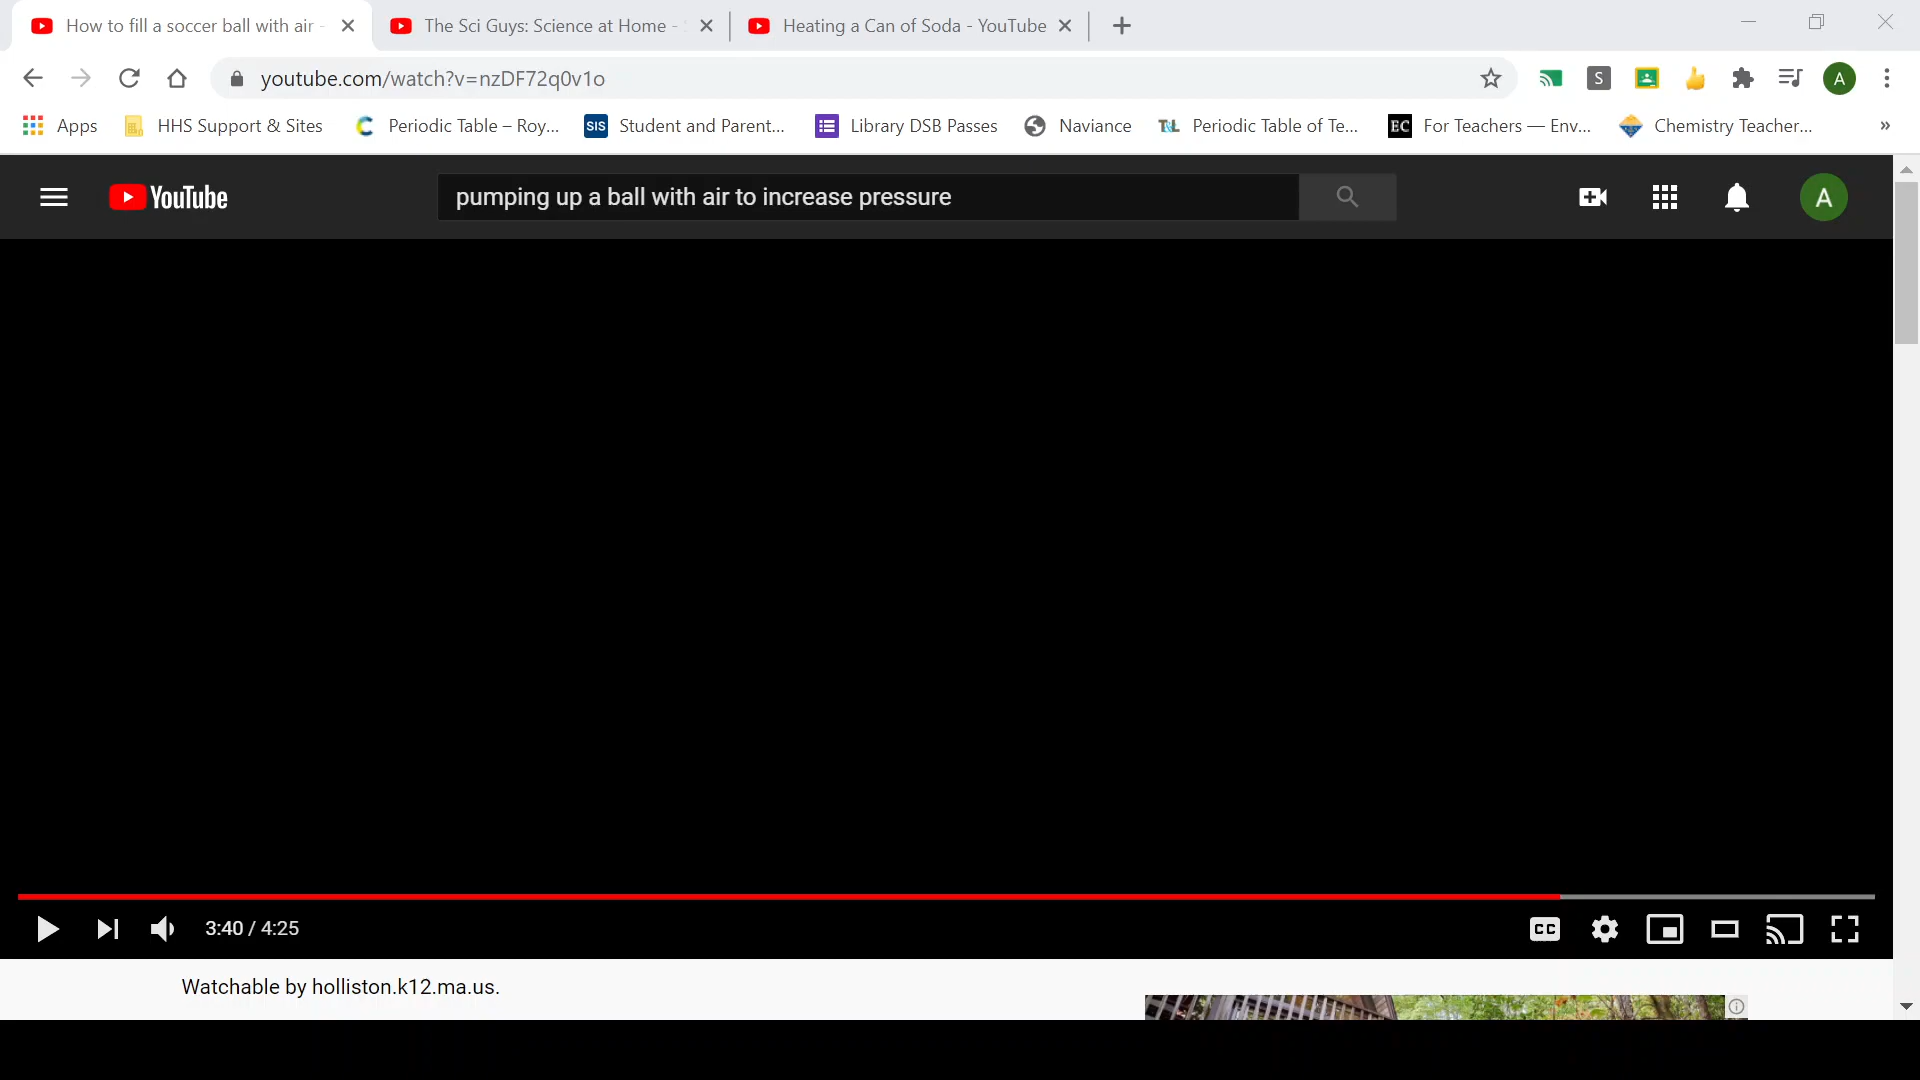 How to fill a soccer ball with air - The Sci Guys: Science at Home - Heating a Can of Soda - YouTube
youtube.com/watch?v=nzDF72q0v1o S A
Apps HHS Support & Sites Periodic Table – Roy... SIS Student and Parent... Library DSB Passes Naviance Periodic Table of Te... EC For Teachers — Env... Chemistry Teacher... »
YouTube pumping up a ball with air to increase pressure A
3:40 / 4:25 CC
Watchable by holliston.k12.ma.us.